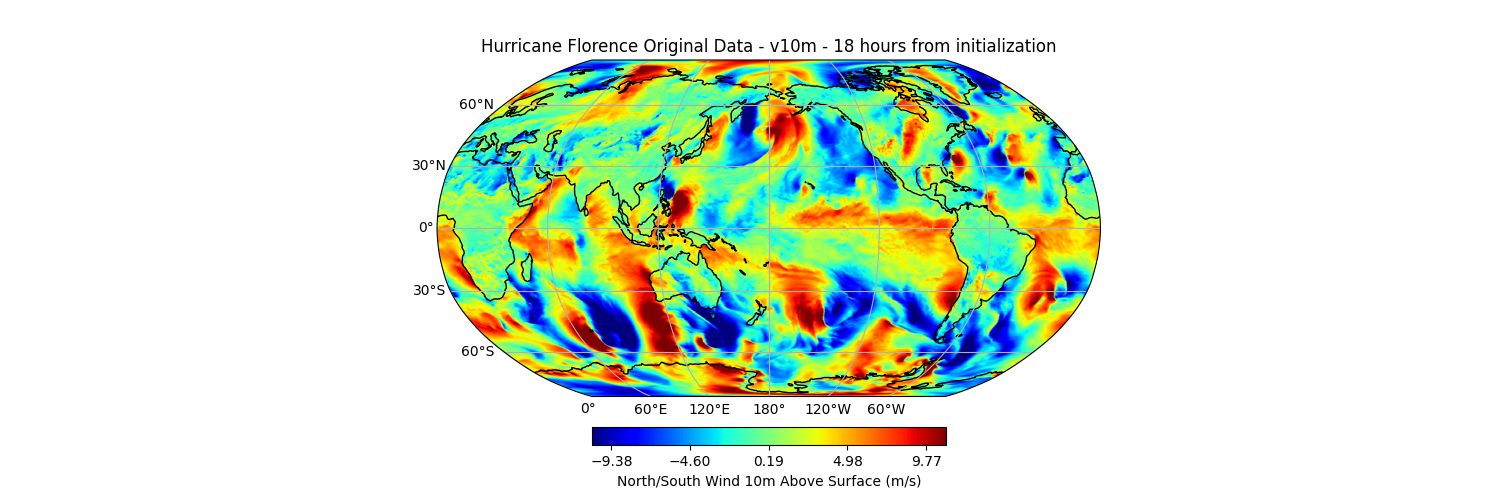 Hurricane Florence Original Data - v10m - 18 hours from initialization
60°N
30°N
0°
30°S
60°S
0° 60°E 120°E 180° 120°W 60°W
−9.38 −4.60 0.19 4.98 9.77
North/South Wind 10m Above Surface (m/s)